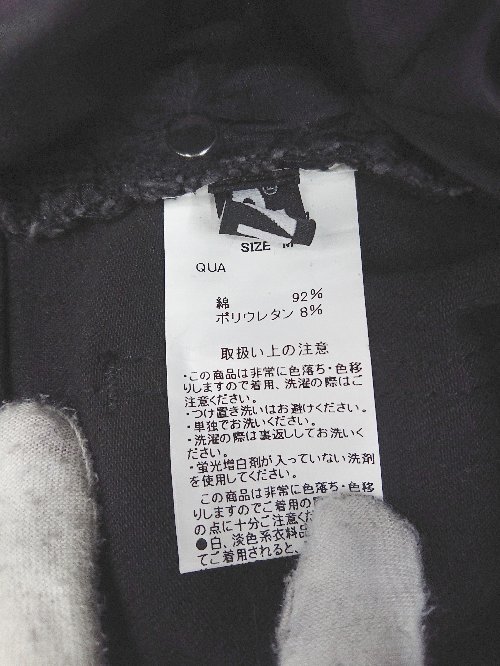 SIZE M
QUA
綿 92%
ポリウレタン 8%
取扱い上の注意
・この商品は非常に色落ち・色移
りしますので着用、洗濯の際はご
注意ください。
・つけ置き洗いはお避けください。
・単独でお洗いください。
・洗濯の際は裏返ししてお洗いく
ださい。
・蛍光増白剤が入っていない洗剤
を使用してください。
この商品は非常に色落ち・色移
りしますのでご着用の
の点に十分ご注意くだ
●白、淡色系衣料品
てご着用されると、